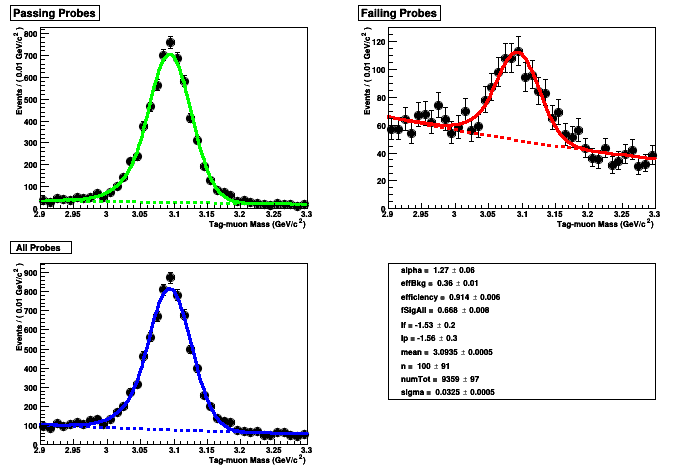 Passing Probes
Events / ( 0.01 GeV/c² )
800
700
600
500
400
300
200
100
0
2.9 2.95 3 3.05 3.1 3.15 3.2 3.25 3.3
Tag-muon Mass (GeV/c²)
Failing Probes
Events / ( 0.01 GeV/c² )
120
100
80
60
40
20
0
2.9 2.95 3 3.05 3.1 3.15 3.2 3.25 3.3
Tag-muon Mass (GeV/c²)
All Probes
Events / ( 0.01 GeV/c² )
900
800
700
600
500
400
300
200
100
0
2.9 2.95 3 3.05 3.1 3.15 3.2 3.25 3.3
Tag-muon Mass (GeV/c²)
alpha = 1.27 ± 0.06
effBkg = 0.36 ± 0.01
efficiency = 0.914 ± 0.006
fSigAll = 0.668 ± 0.008
lf = -1.53 ± 0.2
lp = -1.56 ± 0.3
mean = 3.0935 ± 0.0005
n = 100 ± 91
numTot = 9359 ± 97
sigma = 0.0325 ± 0.0005